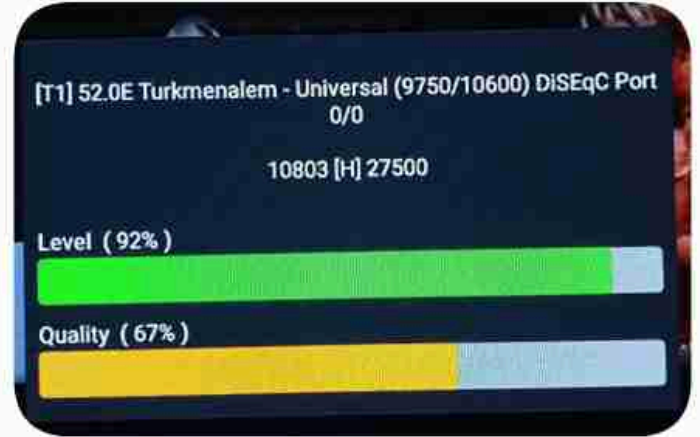 [T1] 52.0E Turkmenalem - Universal (9750/10600) DiSEqC Port
0/0
10803 [H] 27500
Level ( 92% )
Quality ( 67% )